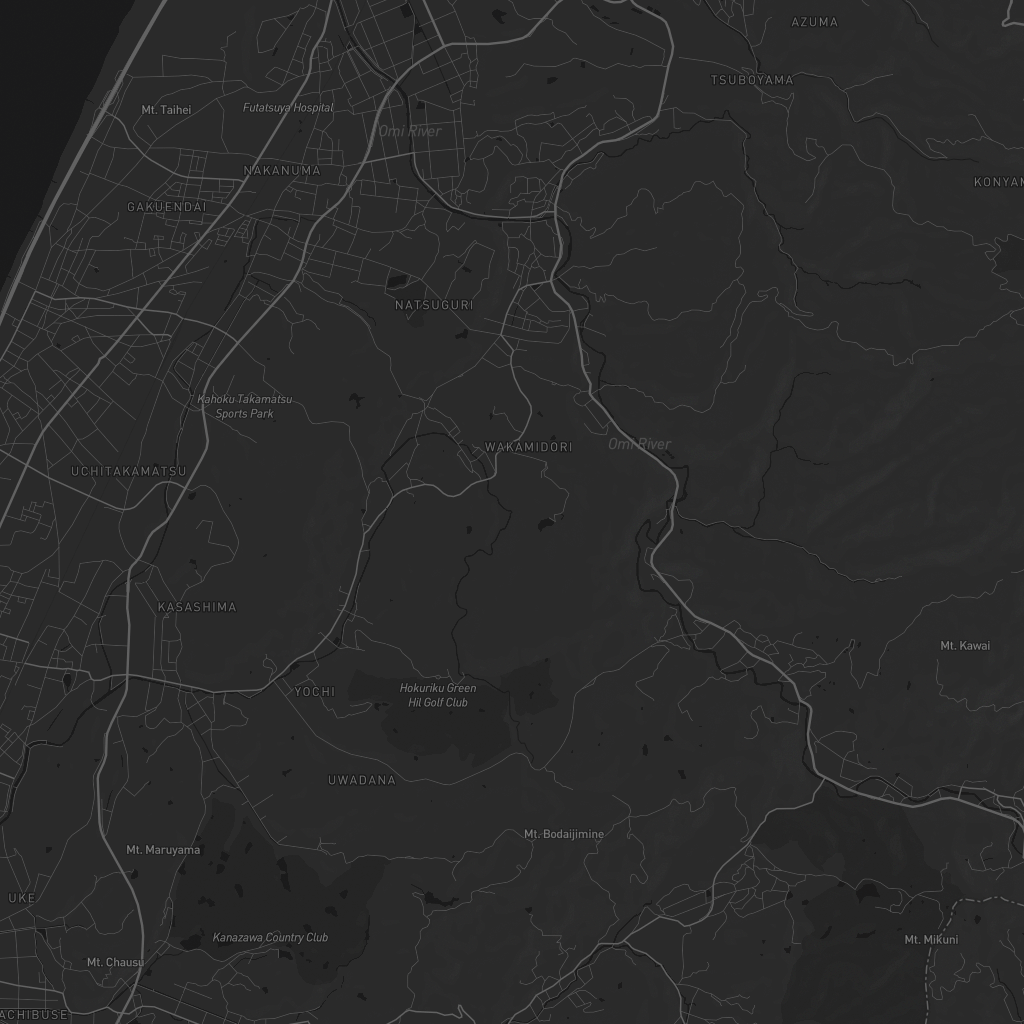 AZUMA
TSUBOYAMA
Mt. Taihei
Futatsuya Hospital
Omi River
NAKANUMA
KONYAM
GAKUENDAI
NATSUGURI
Kahoku Takamatsu
Sports Park
Omi River
WAKAMIDORI
UCHITAKAMATSU
KASASHIMA
Mt. Kawai
YOCHI
Hokuriku Green
Hil Golf Club
UWADANA
Mt. Bodaijimine
Mt. Maruyama
UKE
Kanazawa Country Club
Mt. Mikuni
Mt. Chausu
ACHIBUSE